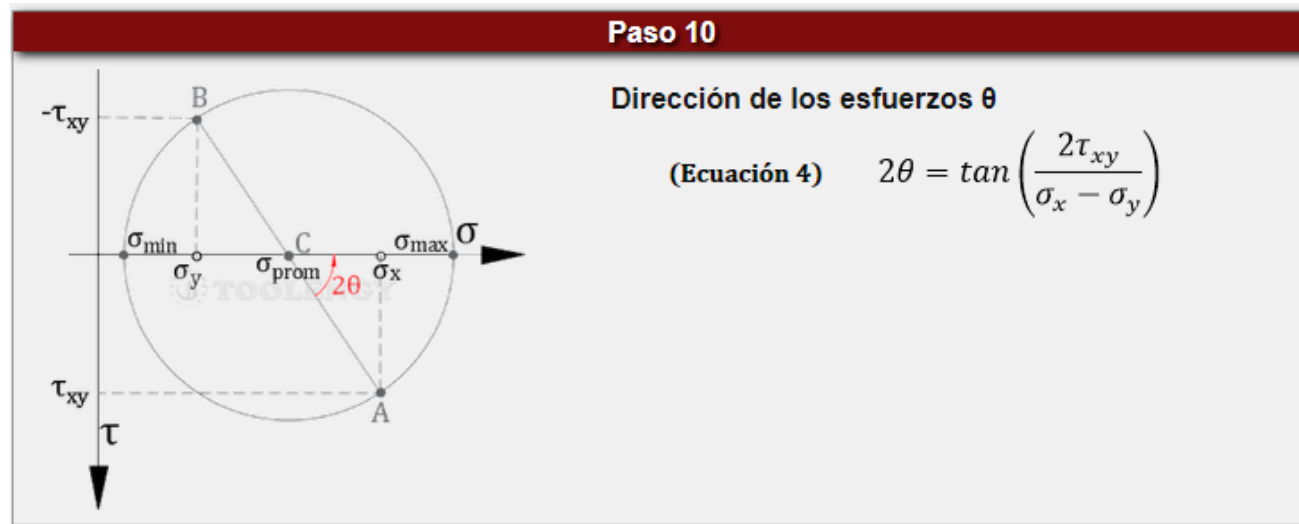 Paso 10
Dirección de los esfuerzos θ
(Ecuación 4) 2θ = tan(2τxy / (σx − σy))
B
-τxy
σmin
C
σmax
σ
σy
σprom
σx
2θ
TOOLENGY
τxy
A
τ